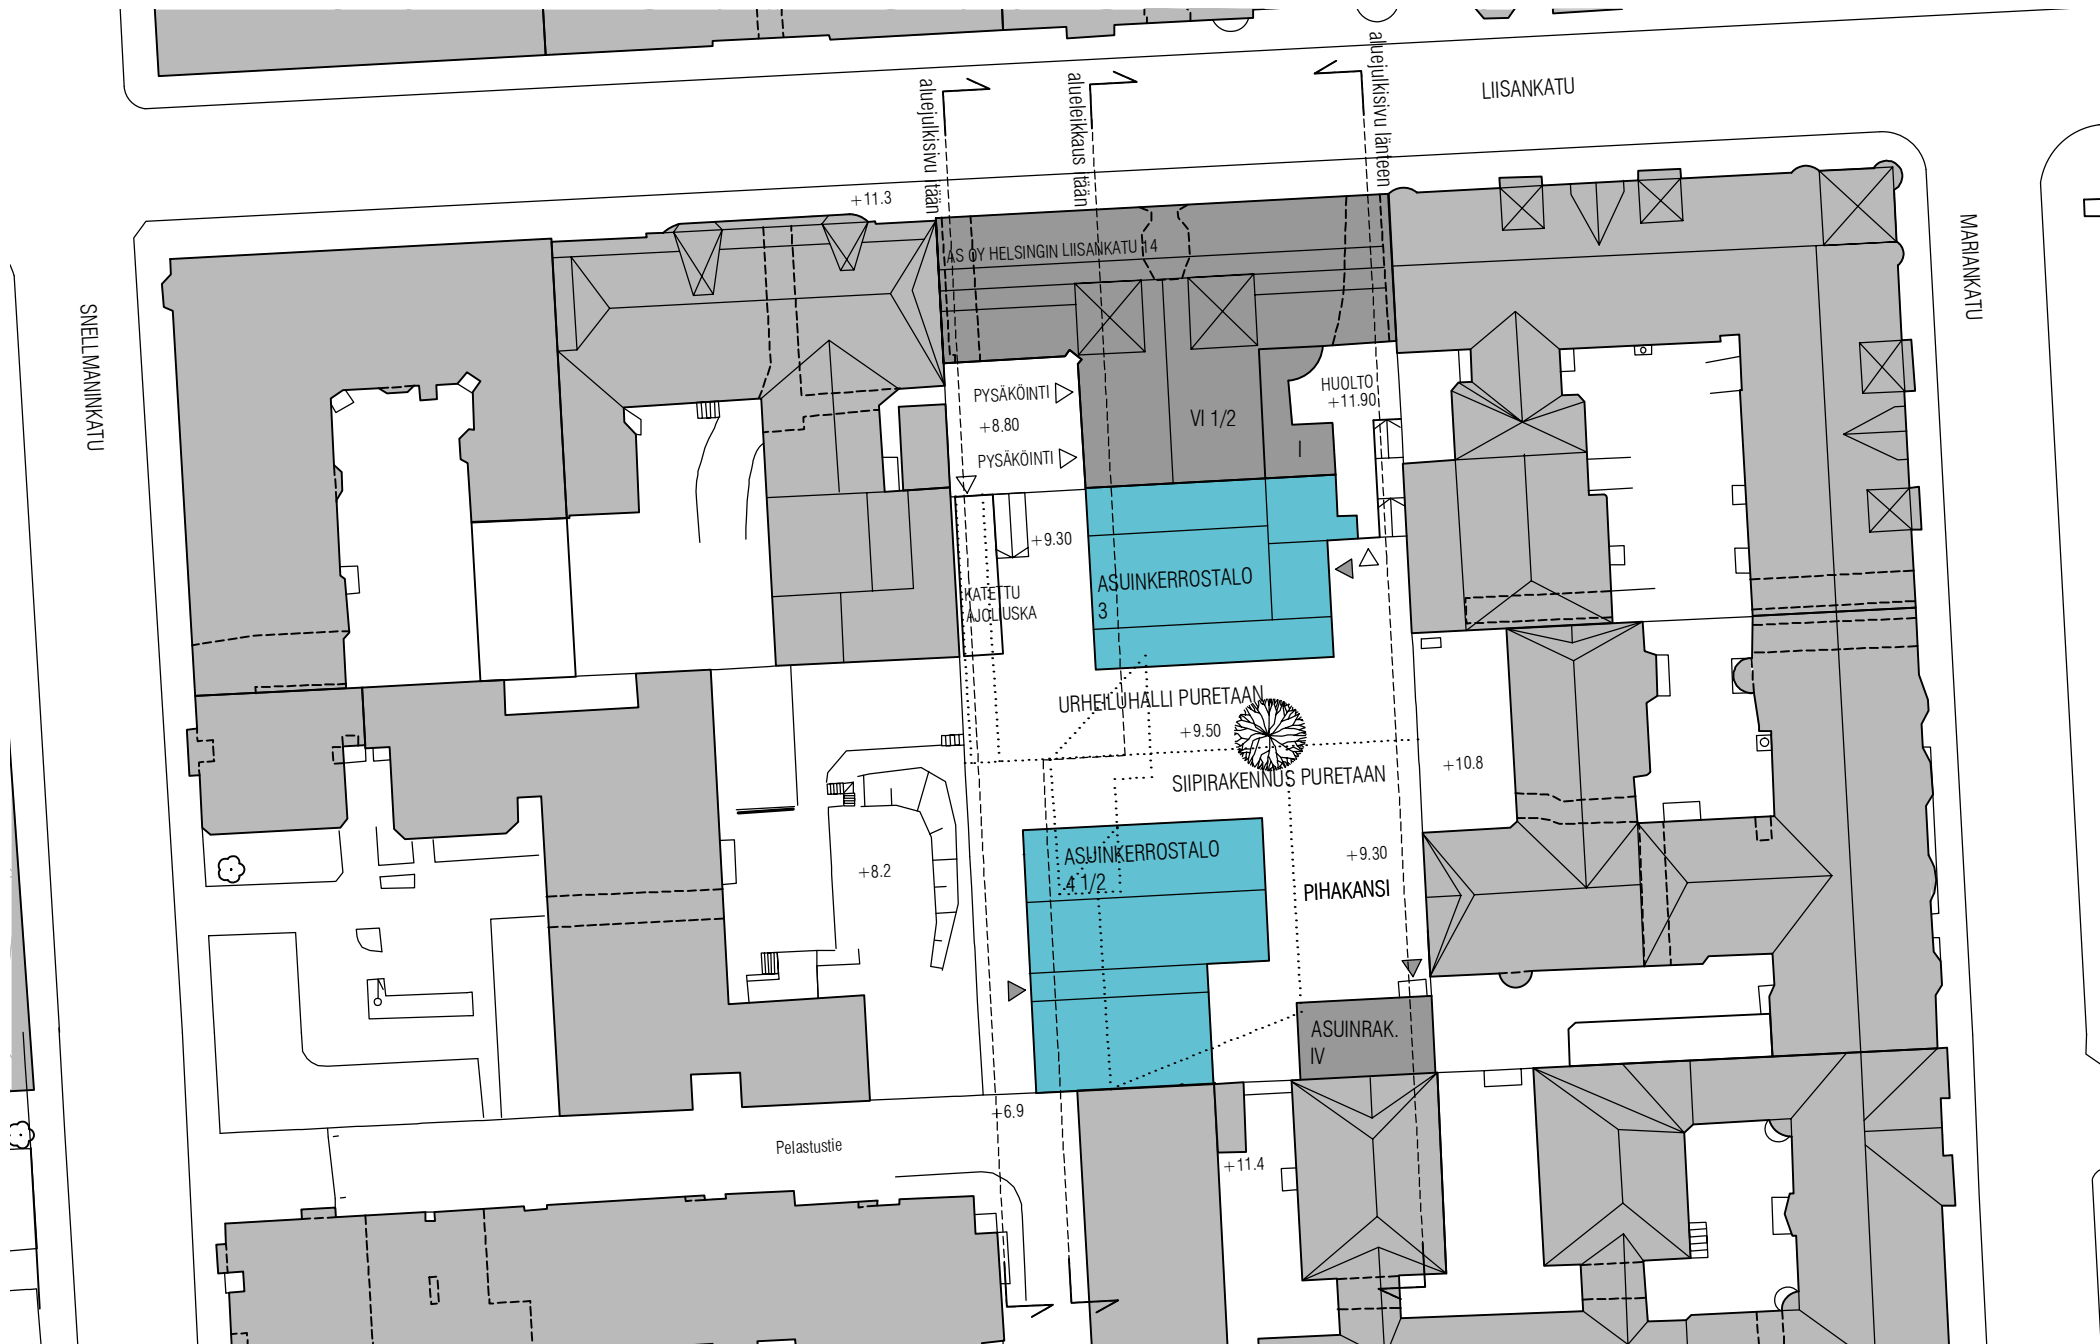 LIISANKATU
aluejulkisivu itään
alueleikkaus itään
aluejulkisivu länteen
+11.3
MARIANKATU
SNELLMANINKATU
AS OY HELSINGIN LIISANKATU 14
PYSÄKÖINTI
+8.80
PYSÄKÖINTI
VI 1/2
I
HUOLTO
+11.90
+9.30
ASUINKERROSTALO
3
KATETTU
AJOLIUSKA
URHEILUHALLI PURETAAN
+9.50
SIIPIRAKENNUS PURETAAN
+10.8
ASUINKERROSTALO
4 1/2
+8.2
+9.30
PIHAKANSI
ASUINRAK.
IV
+6.9
Pelastustie
+11.4